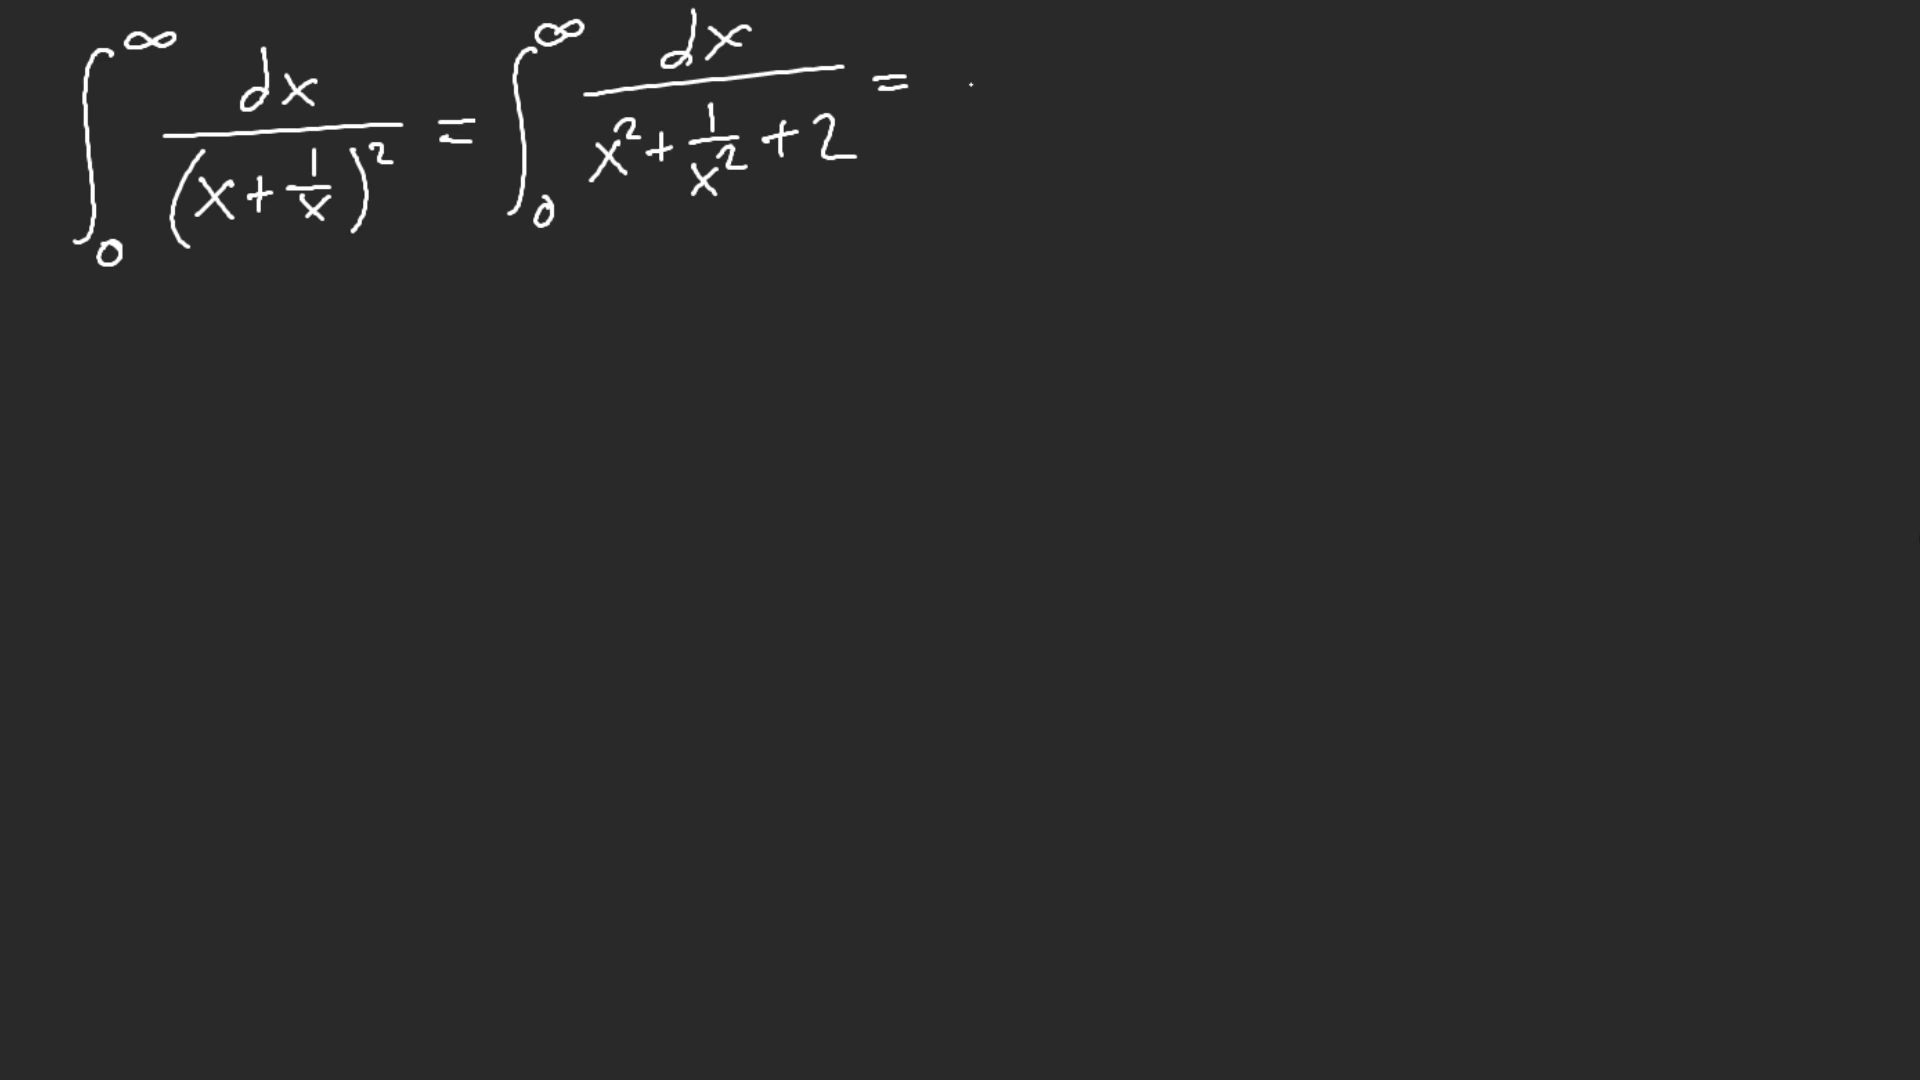 ∫₀^∞ dx/(x + 1/x)² = ∫₀^∞ dx/(x² + 1/x² + 2) =